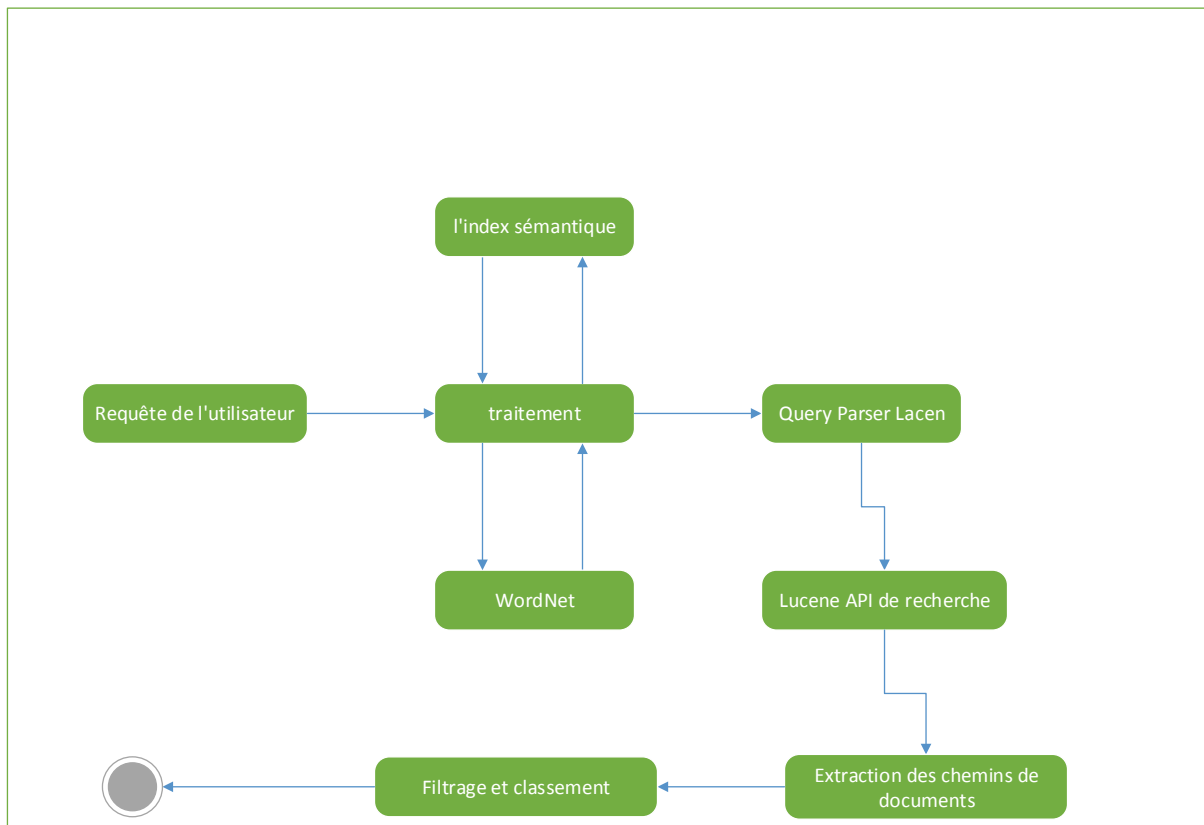 l'index sémantique
Requête de l'utilisateur
traitement
Query Parser Lacen
WordNet
Lucene API de recherche
Filtrage et classement
Extraction des chemins de
documents